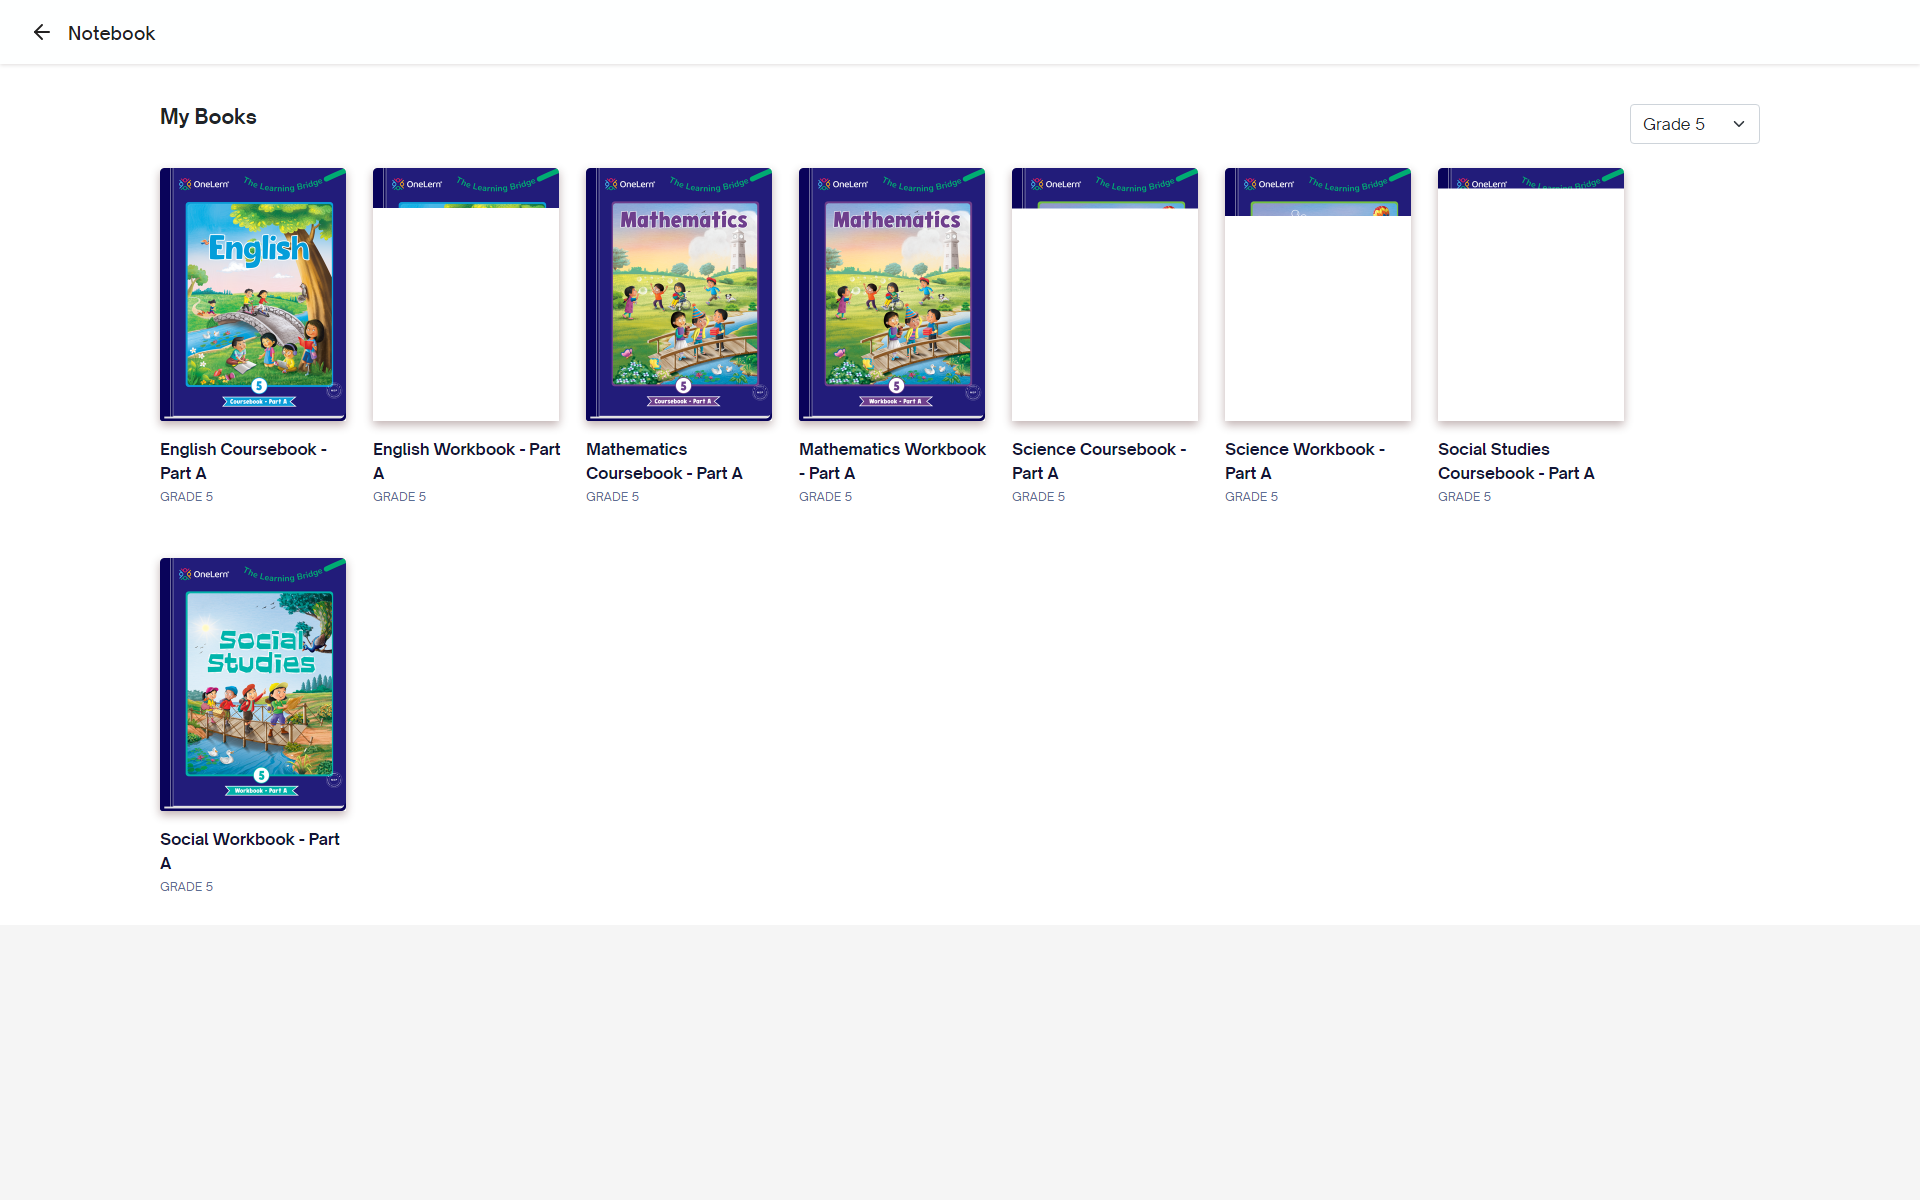 Notebook
My Books
Grade 5
OneLern
The Learning Bridge
English
5
Coursebook - Part A
English Coursebook -
Part A
GRADE 5
OneLern
The Learning Bridge
English Workbook - Part
A
GRADE 5
OneLern
The Learning Bridge
Mathematics
5
Coursebook - Part A
Mathematics
Coursebook - Part A
GRADE 5
OneLern
The Learning Bridge
Mathematics
5
Workbook - Part A
Mathematics Workbook
- Part A
GRADE 5
OneLern
The Learning Bridge
Science Coursebook -
Part A
GRADE 5
OneLern
The Learning Bridge
Science Workbook -
Part A
GRADE 5
OneLern
The Learning Bridge
Social Studies
Coursebook - Part A
GRADE 5
OneLern
The Learning Bridge
Social
Studies
5
Workbook - Part A
Social Workbook - Part
A
GRADE 5